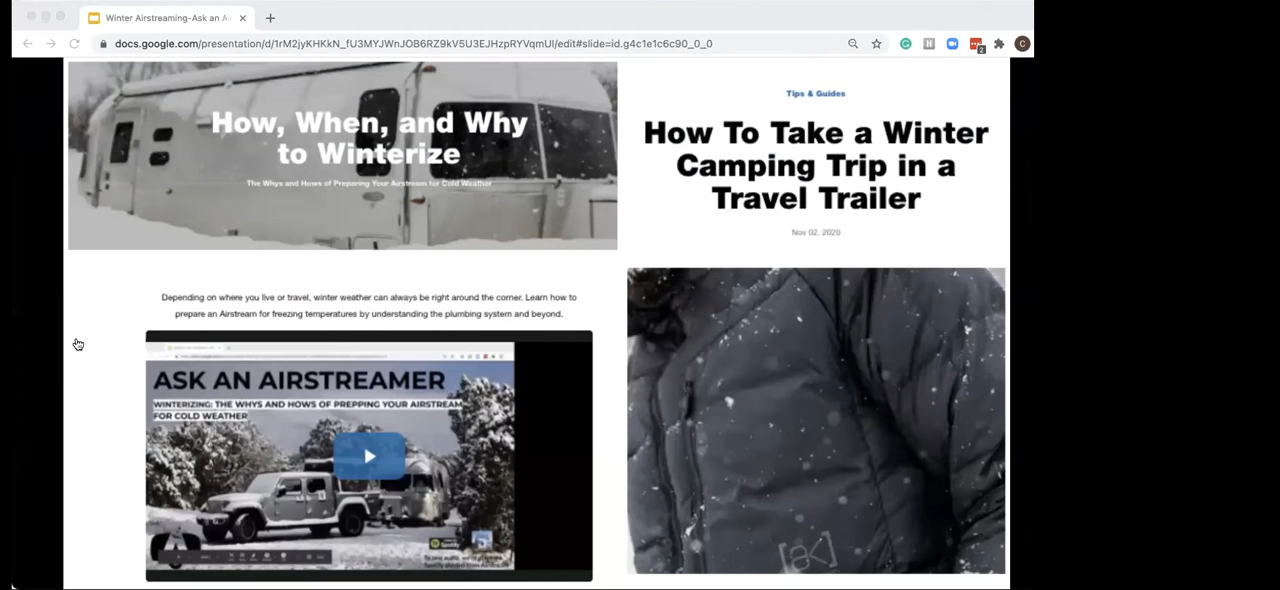 Winter Airstreaming-Ask an Ai
docs.google.com/presentation/d/1rM2jyKHKkN_fU3MYJWnJOB6RZ9kV5U3EJHzpRYVqmUI/edit#slide=id.g4c1e1c6c90_0_0
H
2
C
How, When, and Why
to Winterize
The Whys and Hows of Preparing Your Airstream for Cold Weather
Depending on where you live or travel, winter weather can always be right around the corner. Learn how to
prepare an Airstream for freezing temperatures by understanding the plumbing system and beyond.
ASK AN AIRSTREAMER
WINTERIZING: THE WHYS AND HOWS OF PREPPING YOUR AIRSTREAM
FOR COLD WEATHER
Spotify
Tips & Guides
How To Take a Winter
Camping Trip in a
Travel Trailer
Nov 02, 2020